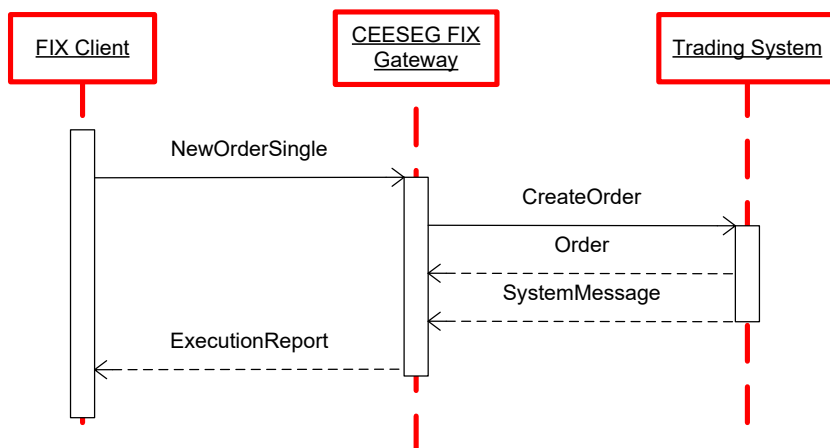 FIX Client
CEESEG FIX
Gateway
Trading System
NewOrderSingle
CreateOrder
Order
SystemMessage
ExecutionReport